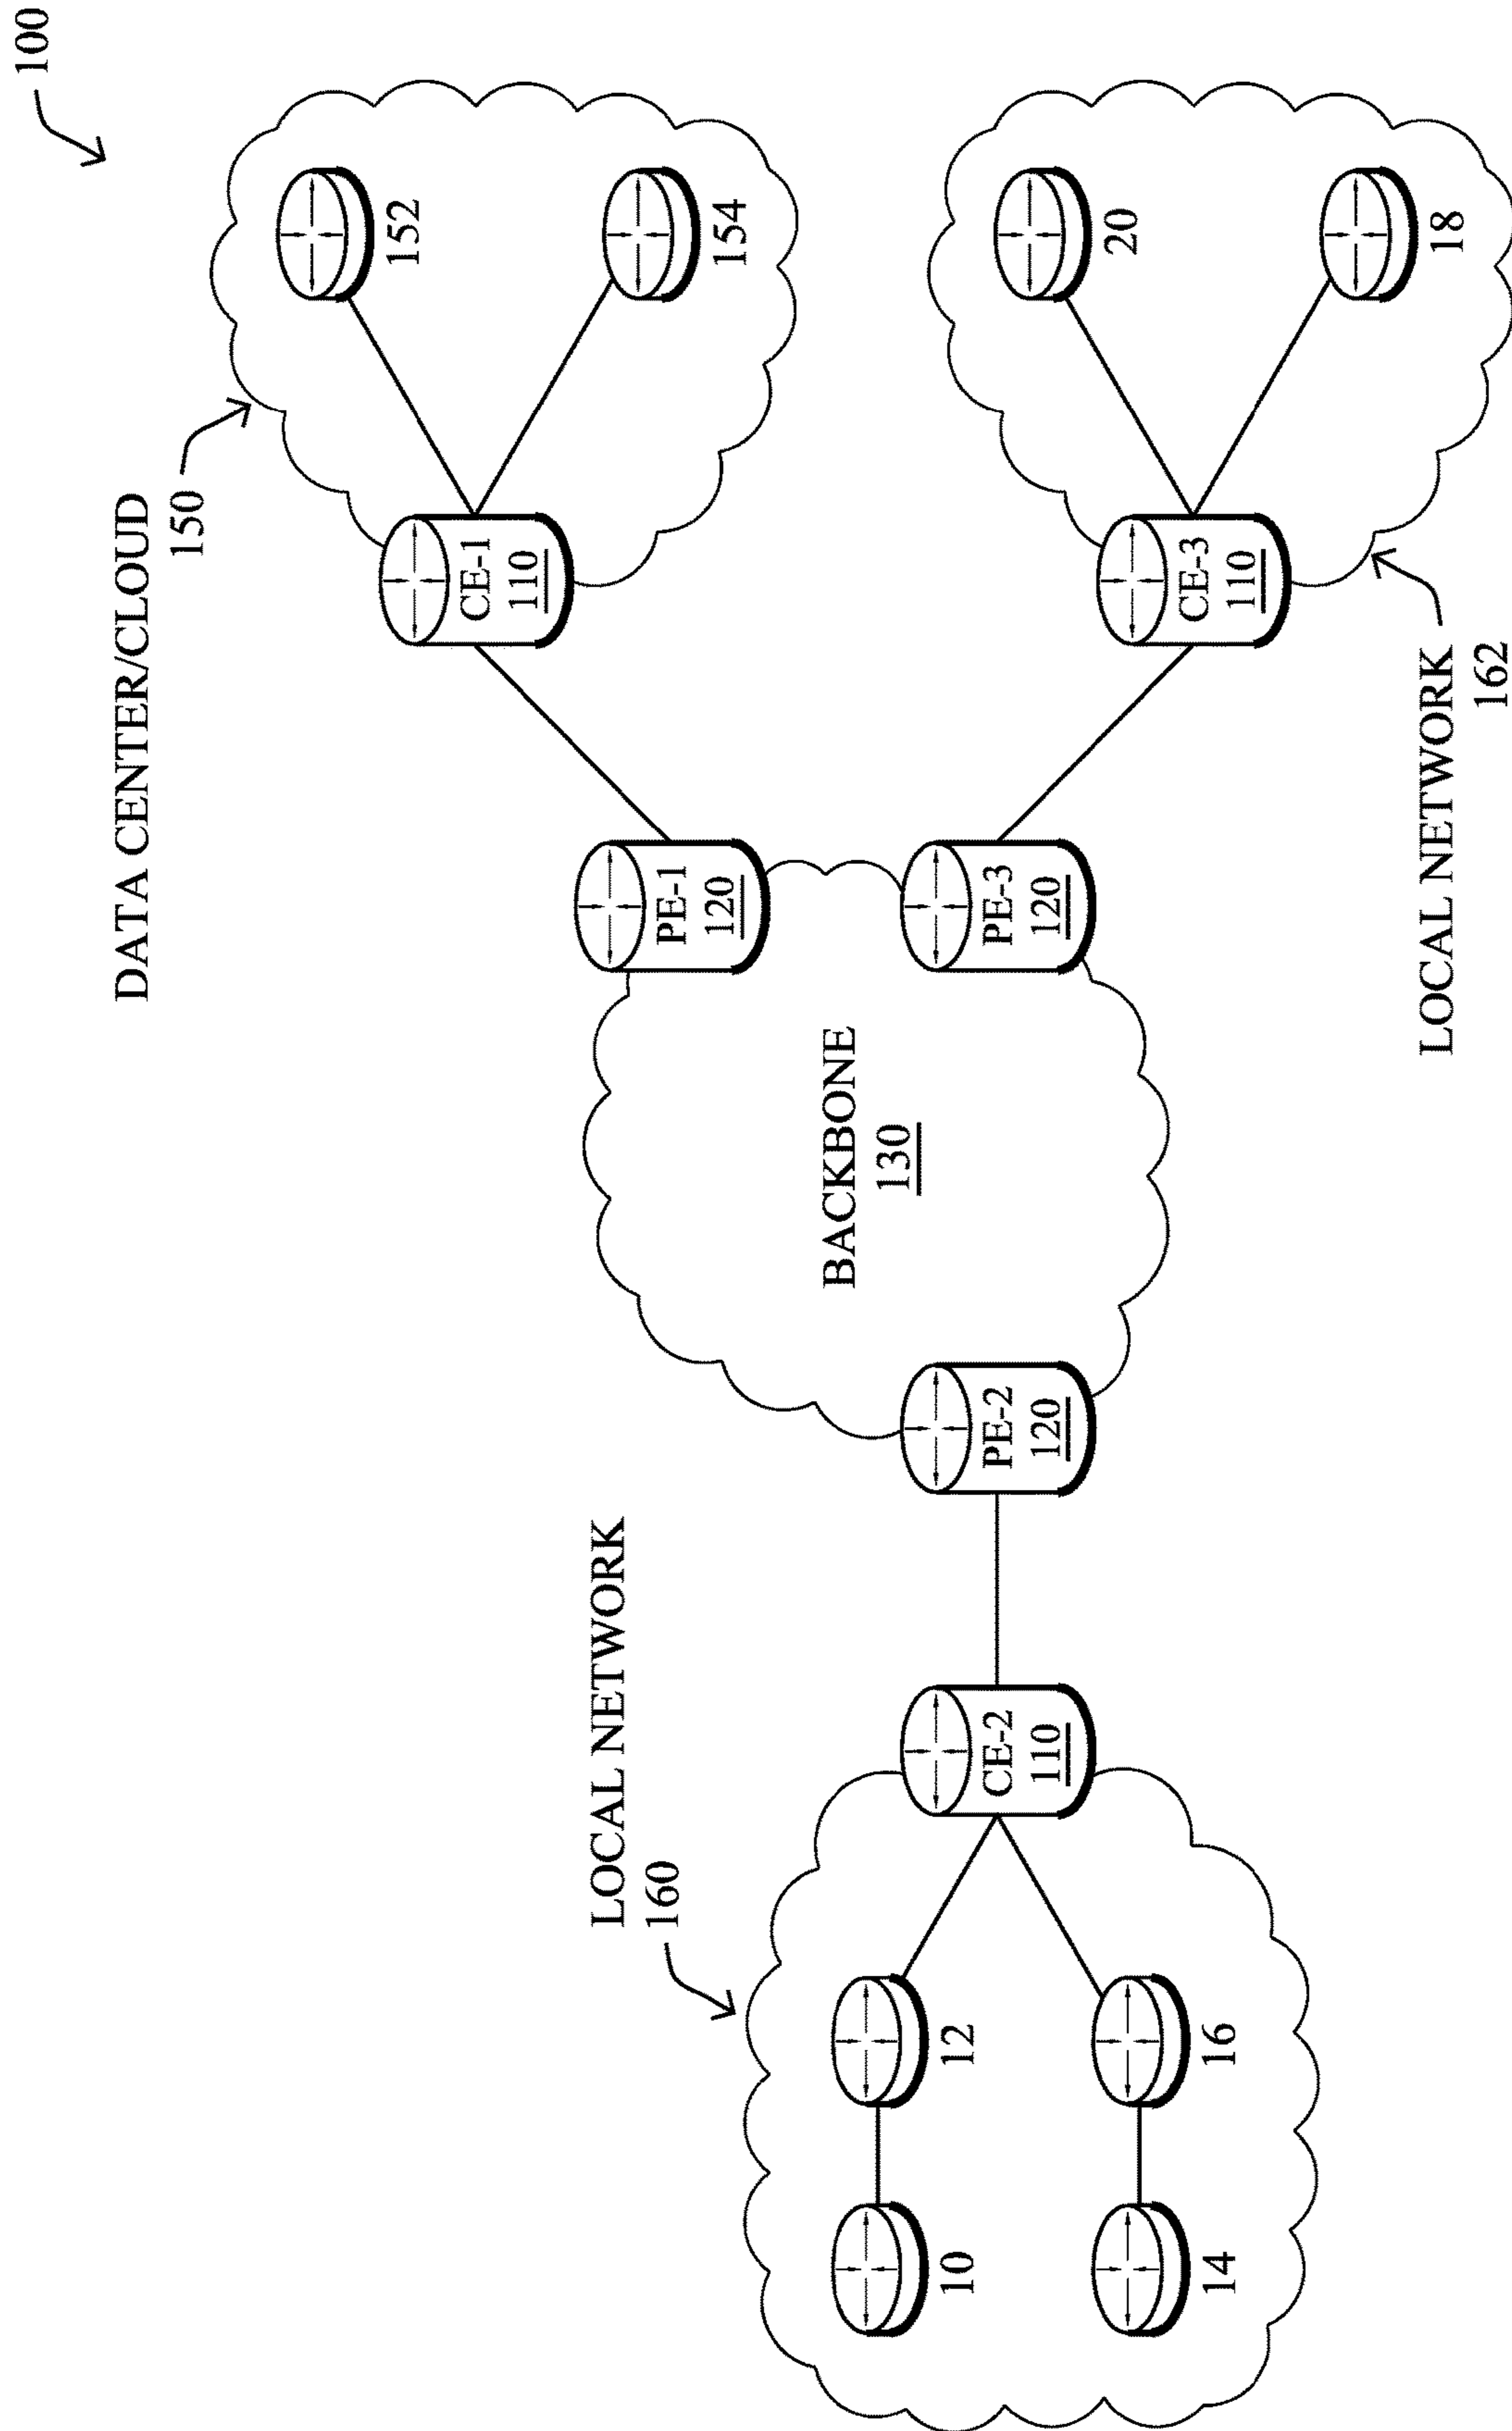 100
DATA CENTER/CLOUD
150
152
154
CE-1
110
PE-1
120
LOCAL NETWORK
160
BACKBONE
130
10
12
14
16
CE-2
110
PE-2
120
PE-3
120
CE-3
110
20
18
LOCAL NETWORK
162